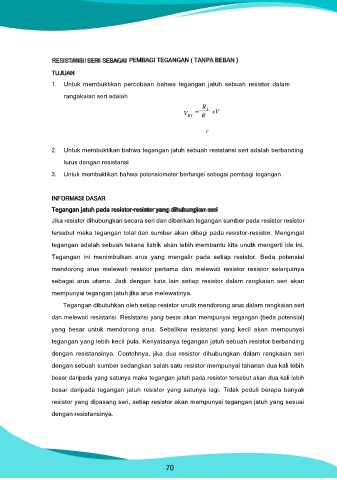 RESISTANSI SERI SEBAGAI PEMBAGI TEGANGAN ( TANPA BEBAN )
TUJUAN
1. Untuk membuktikan percobaan bahwa tegangan jatuh sebuah resistor dalam
rangakaian seri adalah
V_R1 = R_1 / R xV
r
2. Untuk membuktikan bahwa tegangan jatuh sebuah resistansi seri adalah berbanding
lurus dengan resistansi
3. Untuk membuktikan bahwa potensiometer berfungsi sebagai pembagi tegangan
INFORMASI DASAR
Tegangan jatuh pada resistor-resistor yang dihubungkan seri
Jika resistor dihubungkan secara seri dan diberikan tegangan sumber pada resistor resistor
tersebut maka tegangan total dari sumber akan dibagi pada resistor-resistor. Mengingat
tegangan adalah sebuah tekana listrik akan lebih membantu kita unutk mengerti ide ini.
Tegangan ini menimbulkan arus yang mengalir pada setiap resistor. Beda potensial
mendorong arus melewati resistor pertama dan melewati resistor resistor selanjutnya
sebagai arus utama. Jadi dengan kata lain setiap resistor dalam rangkaian seri akan
mempunyai tegangan jatuh jika arus melewatinya.
Tegangan dibutuhkan oleh setiap resistor unutk mendorong arus dalam rangkaian seri
dan melewati resistansi. Resistansi yang besar akan mempunyai tegangan (beda potensial)
yang besar untuk mendorong arus. Sebalikna resistansi yang kecil akan mempunyai
tegangan yang lebih kecil pula. Kenyataanya tegangan jatuh sebuah resistor berbanding
dengan resistansinya. Contohnya, jika dua resistor dihubungkan dalam rangkaian seri
dengan sebuah sumber sedangkan salah satu resistor mempunyai tahanan dua kali lebih
besar daripada yang satunya maka tegangan jatuh pada resistor tersebut akan dua kali lebih
besar daripada tegangan jatuh resistor yang satunya lagi. Tidak peduli berapa banyak
resistor yang dipasang seri, setiap resistor akan mempunyai tegangan jatuh yang sesuai
dengan resistansinya.
70